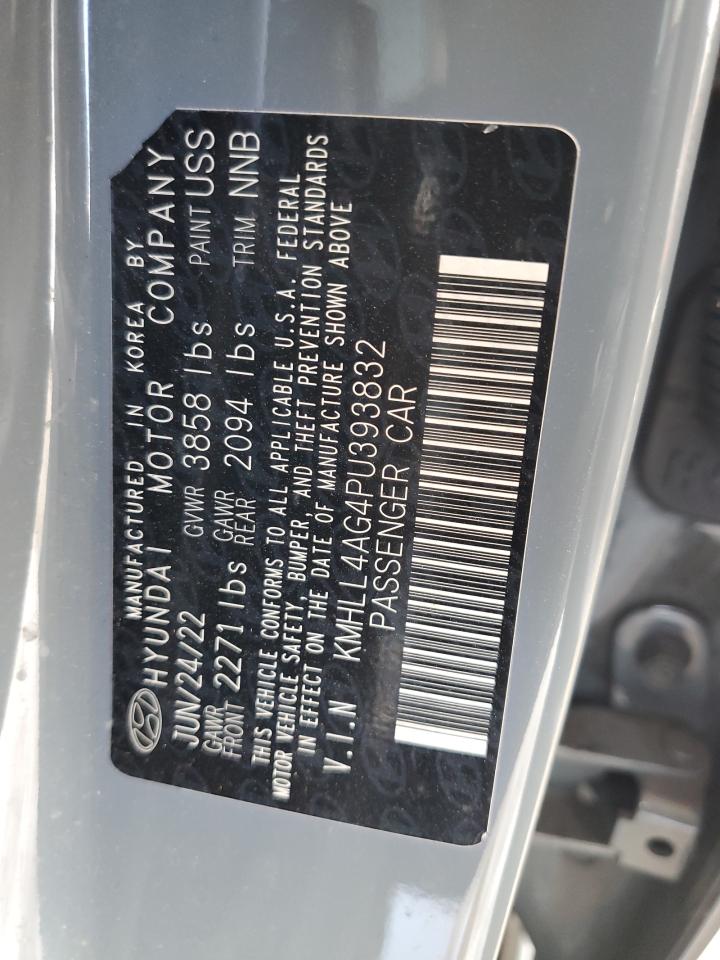 MANUFACTURED IN KOREA BY
HYUNDAI MOTOR COMPANY
JUN/24/22 GVWR 3858 lbs PAINT USS
GAWR FRONT 2271 lbs GAWR REAR 2094 lbs TRIM NNB
THIS VEHICLE CONFORMS TO ALL APPLICABLE U.S.A. FEDERAL
MOTOR VEHICLE SAFETY, BUMPER, AND THEFT PREVENTION STANDARDS
IN EFFECT ON THE DATE OF MANUFACTURE SHOWN ABOVE
V.I.N KMHLL4AG4PU393832
PASSENGER CAR